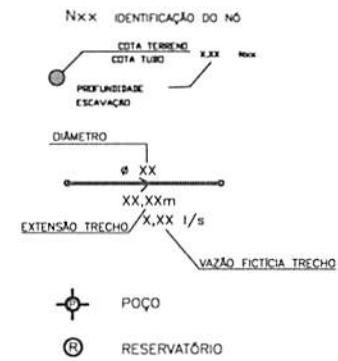 Nxx IDENTIFICAÇÃO DO NÓ
COTA TERRENO
COTA TUBO
X,XX Nxx
PROFUNDIDADE
ESCAVAÇÃO
DIÂMETRO
ø XX
XX,XXm
EXTENSÃO TRECHO
X,XX l/s
VAZÃO FICTÍCIA TRECHO
P POÇO
R RESERVATÓRIO